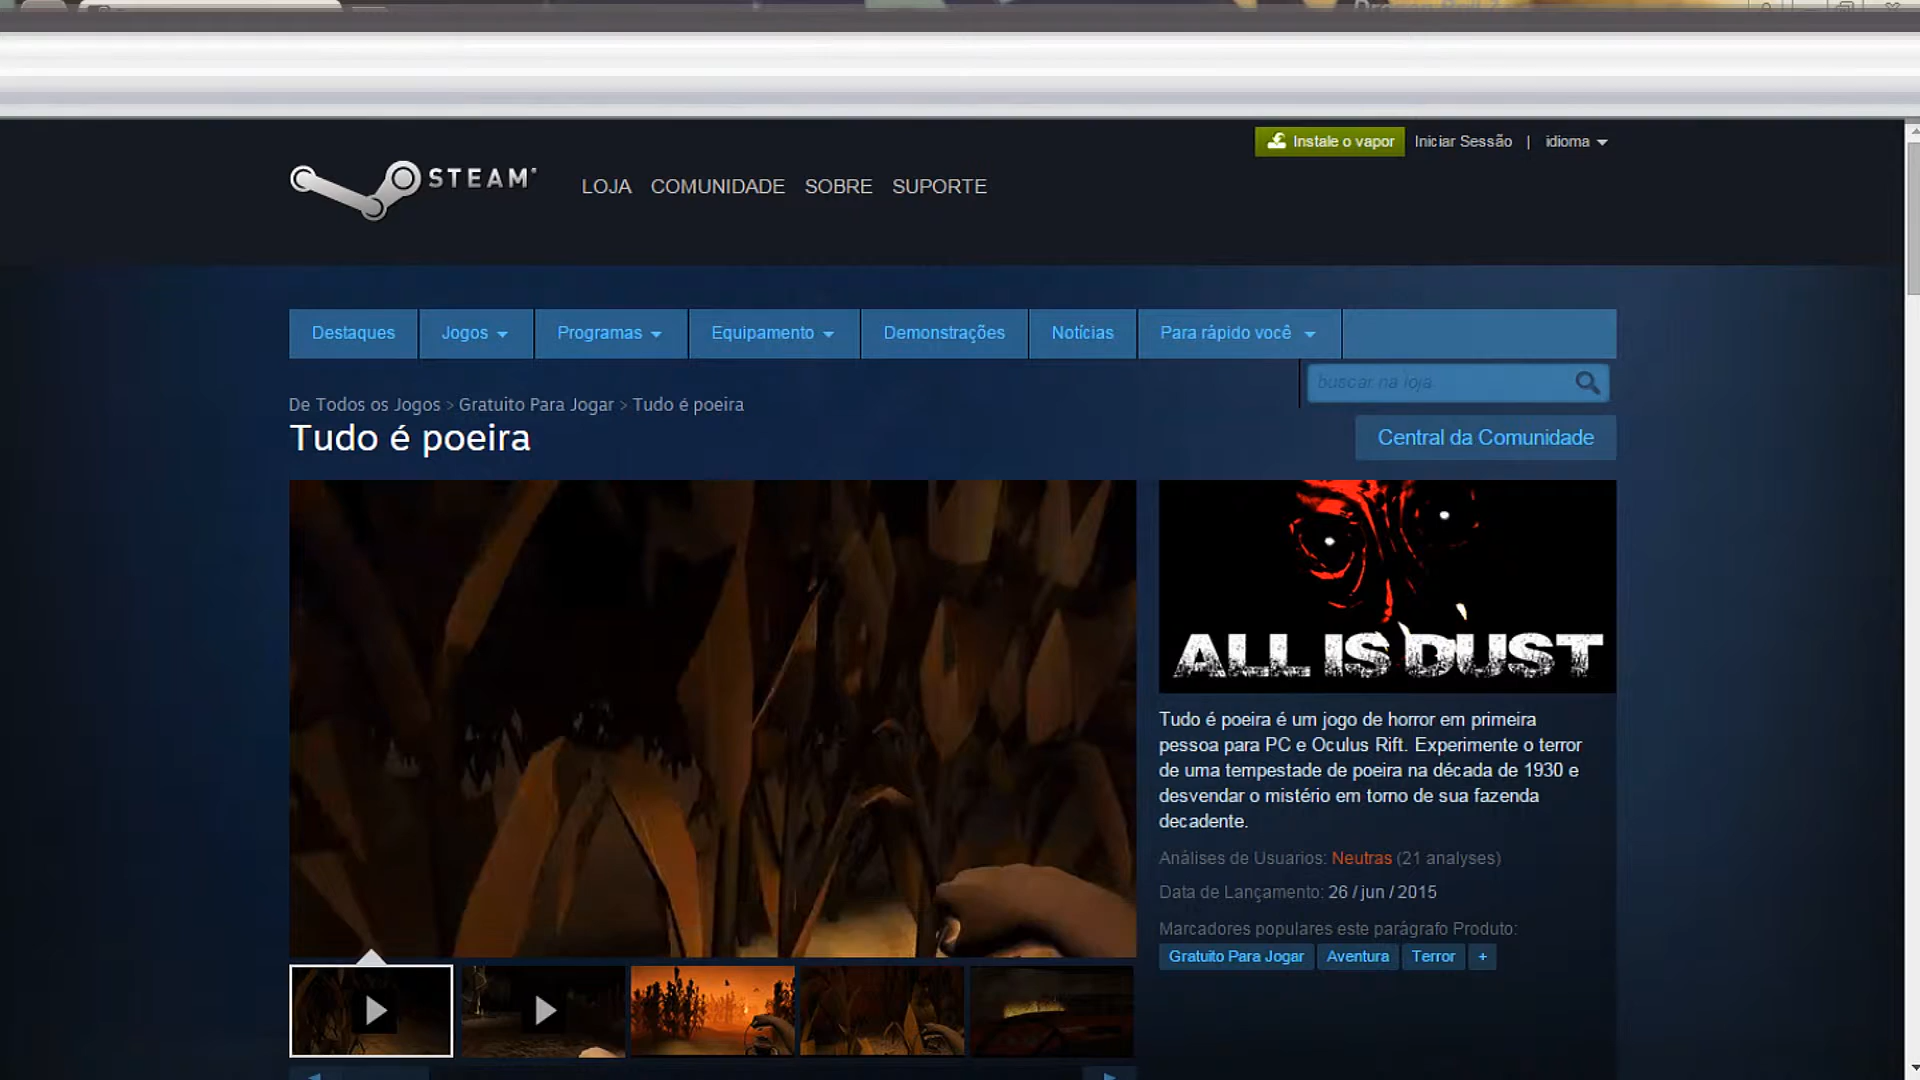 Instale o vapor Iniciar Sessão | idioma
STEAM
LOJA COMUNIDADE SOBRE SUPORTE
Destaques Jogos Programas Equipamento Demonstrações Notícias Para rápido você
buscar na loja
De Todos os Jogos > Gratuito Para Jogar > Tudo é poeira
Tudo é poeira
Central da Comunidade
ALL IS DUST
Tudo é poeira é um jogo de horror em primeira
pessoa para PC e Oculus Rift. Experimente o terror
de uma tempestade de poeira na década de 1930 e
desvendar o mistério em torno de sua fazenda
decadente.
Análises de Usuarios: Neutras (21 analyses)
Data de Lançamento: 26 / jun / 2015
Marcadores populares este parágrafo Produto:
Gratuito Para Jogar Aventura Terror +